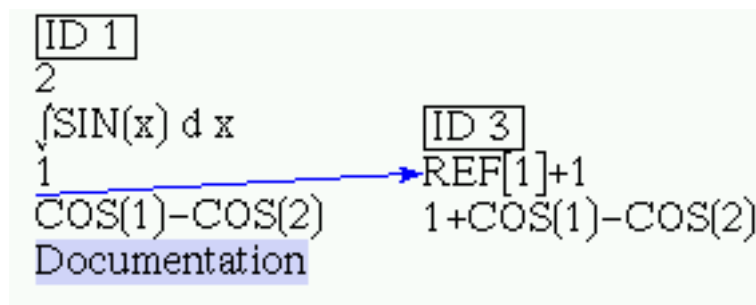 ID 1
2
∫SIN(x) d x
1
COS(1)−COS(2)
Documentation
ID 3
REF[1]+1
1+COS(1)−COS(2)